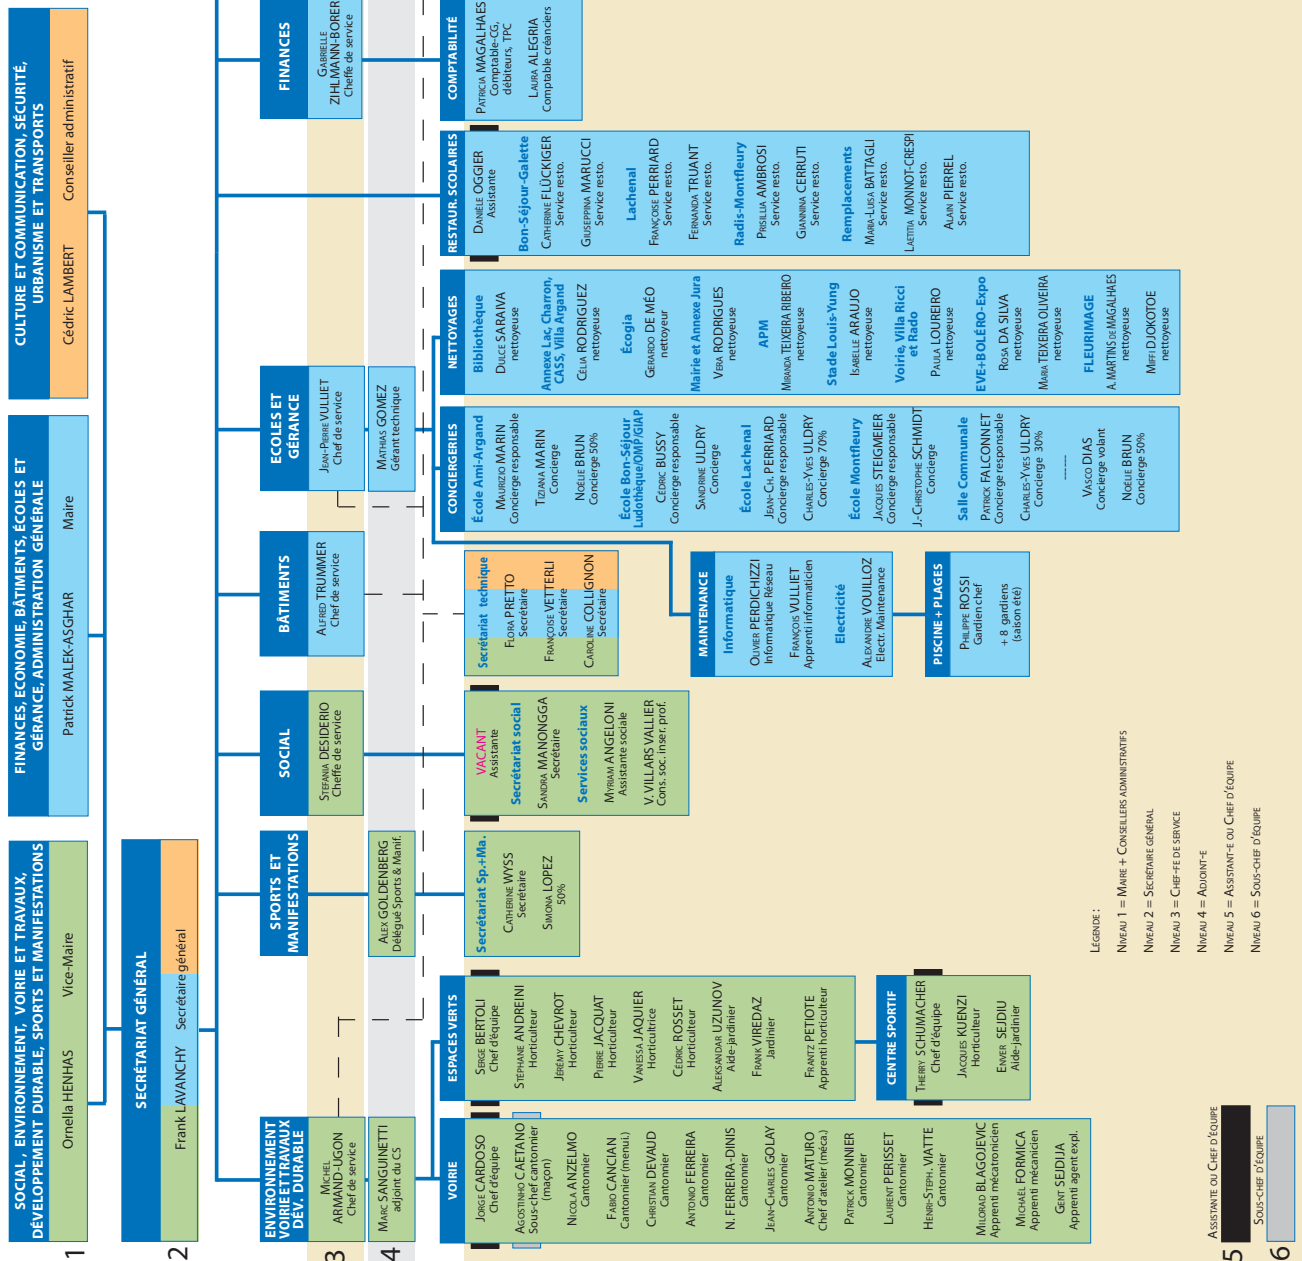 SOCIAL, ENVIRONNEMENT, VOIRIE ET TRAVAUX,
DÉVELOPPEMENT DURABLE, SPORTS ET MANIFESTATIONS
Ornella HENHAS Vice-Maire
FINANCES, ECONOMIE, BÂTIMENTS, ÉCOLES ET
GÉRANCE, ADMINISTRATION GÉNÉRALE
Patrick MALEK-ASGHAR Maire
CULTURE ET COMMUNICATION, SÉCURITÉ,
URBANISME ET TRANSPORTS
Cédric LAMBERT Conseiller administratif
1
SECRÉTARIAT GÉNÉRAL
Frank LAVANCHY Secrétaire général
2
ENVIRONNEMENT
VOIRIE ET TRAVAUX
DÉV. DURABLE
MICHEL
ARMAND-UGON
Chef de service
MARC SANGUINETTI
adjoint du CS
3
4
SPORTS ET
MANIFESTATIONS
ALEX GOLDENBERG
Délégué Sports & Manif.
SOCIAL
STEFANIA DESIDERIO
Cheffe de service
BÂTIMENTS
ALFRED TRUMMER
Chef de service
ECOLES ET
GÉRANCE
JEAN-PIERRE VULLIET
Chef de service
MATHIAS GOMEZ
Gérant technique
FINANCES
GABRIELLE
ZIHLMANN-BORER
Cheffe de service
VOIRIE
JORGE CARDOSO
Chef d'équipe
AGOSTINHO CAETANO
Sous-chef cantonnier
(maçon)
NICOLA ANZELMO
Cantonnier
FABIO CANCIAN
Cantonnier (menui.)
CHRISTIAN DEVAUD
Cantonnier
ANTONIO FERREIRA
Cantonnier
N. FERREIRA-DINIS
Cantonnier
JEAN-CHARLES GOLAY
Cantonnier
ANTONIO MATURO
Chef d'atelier (méca.)
PATRICK MONNIER
Cantonnier
LAURENT PERISSET
Cantonnier
HENRI-STEPH. VIATTE
Cantonnier
MILORAD BLAGOJEVIC
Apprenti mécatronicien
MICHAËL FORMICA
Apprenti mécanicien
GENT SEJDIJA
Apprenti agent expl.
ESPACES VERTS
SERGE BERTOLI
Chef d'équipe
STÉPHANE ANDREINI
Horticulteur
JÉRÉMY CHEVROT
Horticulteur
PIERRE JACQUAT
Horticulteur
VANESSA JAQUIER
Horticultrice
CÉDRIC ROSSET
Horticulteur
ALEKSANDAR UZUNOV
Aide-jardinier
FRANK VIREDAZ
Jardinier
FRANTZ PETIOTE
Apprenti horticulteur
CENTRE SPORTIF
THIERRY SCHUMACHER
Chef d'équipe
JACQUES KUENZI
Horticulteur
ENVER SEJDIU
Aide-jardinier
Secrétariat Sp.+Ma.
CATHERINE WYSS
Secrétaire
SIMONA LOPEZ
50%
VACANT
Assistante
Secrétariat social
SANDRA MANONGGA
Secrétaire
Services sociaux
MYRIAM ANGELONI
Assistante sociale
V. VILLARS VALLIER
Cons. soc. inser. prof.
Secrétariat technique
FLORA PRETTO
Secrétaire
FRANÇOISE VETTERLI
Secrétaire
CAROLINE COLLIGNON
Secrétaire
MAINTENANCE
Informatique
OLIVIER PERDICHIZZI
Informatique Réseau
FRANÇOIS VULLIET
Apprenti informaticien
Electricité
ALEXANDRE VOUILLOZ
Electr. Maintenance
PISCINE + PLAGES
PHILIPPE ROSSI
Gardien chef
+ 8 gardiens
(saison été)
CONCIERGERIES
École Ami-Argand
MAURIZIO MARIN
Concierge responsable
TIZIANA MARIN
Concierge
NOËLIE BRUN
Concierge 50%
École Bon-Séjour
Ludothèque/OMP/GIAP
CÉDRIC BUSSY
Concierge responsable
SANDRINE ULDRY
Concierge
École Lachenal
JEAN-CH. PERRIARD
Concierge responsable
CHARLES-YVES ULDRY
Concierge 70%
École Montfleury
JACQUES STEIGMEIER
Concierge responsable
J.-CHRISTOPHE SCHMIDT
Concierge
Salle Communale
PATRICK FALCONNET
Concierge responsable
CHARLES-YVES ULDRY
Concierge 30%
------
VASCO DIAS
Concierge volant
NOËLIE BRUN
Concierge 50%
NETTOYAGES
Bibliothèque
DULCE SARAIVA
nettoyeuse
Annexe Lac, Charron,
CASS, Villa Argand
CÉLIA RODRIGUEZ
nettoyeuse
Écogia
GERARDO DE MÉO
nettoyeur
Mairie et Annexe Jura
VERA RODRIGUES
nettoyeuse
APM
MIRANDA TEIXEIRA RIBEIRO
nettoyeuse
Stade Louis-Yung
ISABELLE ARAUJO
nettoyeuse
Voirie, Villa Ricci
et Rado
PAULA LOUREIRO
nettoyeuse
EVE+BOLÉRO-Expo
ROSA DA SILVA
nettoyeuse
MARIA TEIXEIRA OLIVEIRA
nettoyeuse
FLEURIMAGE
A. MARTINS DE MAGALHAES
nettoyeuse
MIFFI DJOKOTOE
nettoyeuse
RESTAUR. SCOLAIRES
DANIÈLE OGGIER
Assistante
Bon-Séjour-Galette
CATHERINE FLÜCKIGER
Service resto.
GIUSEPPINA MARUCCI
Service resto.
Lachenal
FRANÇOISE PERRIARD
Service resto.
FERNANDA TRUANT
Service resto.
Radis-Montfleury
PRISILLIA AMBROSI
Service resto.
GIANNINA CERRUTI
Service resto.
Remplacements
MARIA-LUISA BATTAGLI
Service resto.
LAETITIA MONNOT-CRESPI
Service resto.
ALAIN PIERREL
Service resto.
COMPTABILITÉ
PATRICIA MAGALHAES
Comptable-CG,
débiteurs, TPC
LAURA ALEGRIA
Comptable créanciers
LÉGENDE :
NIVEAU 1 = MAIRE + CONSEILLERS ADMINISTRATIFS
NIVEAU 2 = SECRÉTAIRE GÉNÉRAL
NIVEAU 3 = CHEF-FE DE SERVICE
NIVEAU 4 = ADJOINT-E
NIVEAU 5 = ASSISTANT-E OU CHEF D'ÉQUIPE
NIVEAU 6 = SOUS-CHEF D'ÉQUIPE
ASSISTANTE OU CHEF D'ÉQUIPE
5
SOUS-CHEF D'ÉQUIPE
6